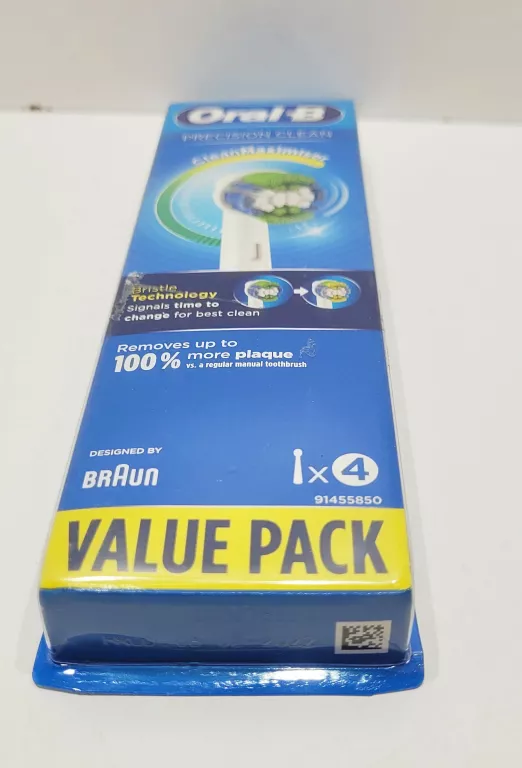 Oral-B
PRECISION CLEAN
CleanMaximiser
Bristle
Technology
Signals time to
change for best clean
Removes up to
100% more plaque
vs. a regular manual toothbrush
DESIGNED BY
BRAUN
x 4
91455850
VALUE PACK